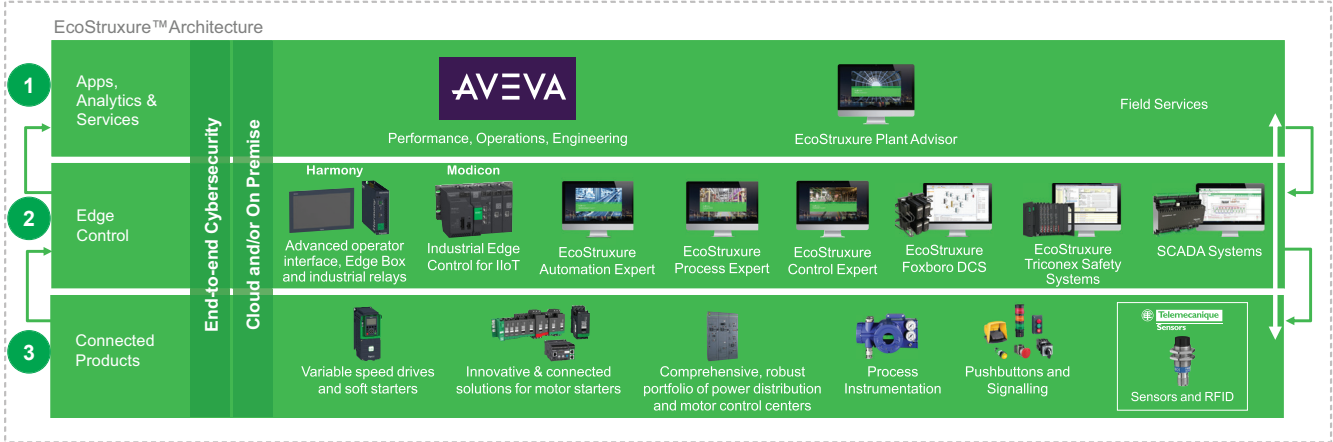 EcoStruxure™Architecture
1
Apps,
Analytics &
Services
End-to-end Cybersecurity
Cloud and/or On Premise
AVEVA
Performance, Operations, Engineering
EcoStruxure Plant Advisor
Field Services
2
Edge
Control
Harmony
Advanced operator
interface, Edge Box
and industrial relays
Modicon
Industrial Edge
Control for IIoT
EcoStruxure
Automation Expert
EcoStruxure
Process Expert
EcoStruxure
Control Expert
EcoStruxure
Foxboro DCS
EcoStruxure
Triconex Safety
Systems
SCADA Systems
3
Connected
Products
Variable speed drives
and soft starters
Innovative & connected
solutions for motor starters
Comprehensive, robust
portfolio of power distribution
and motor control centers
Process
Instrumentation
Pushbuttons and
Signalling
Telemecanique
Sensors
Sensors and RFID